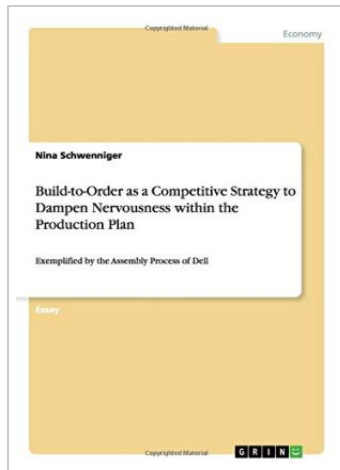 Copyrighted Material
Economy
Nina Schwenniger
Build-to-Order as a Competitive Strategy to
Dampen Nervousness within the
Production Plan
Exemplified by the Assembly Process of Dell
Essay
Copyrighted Material
GRIN